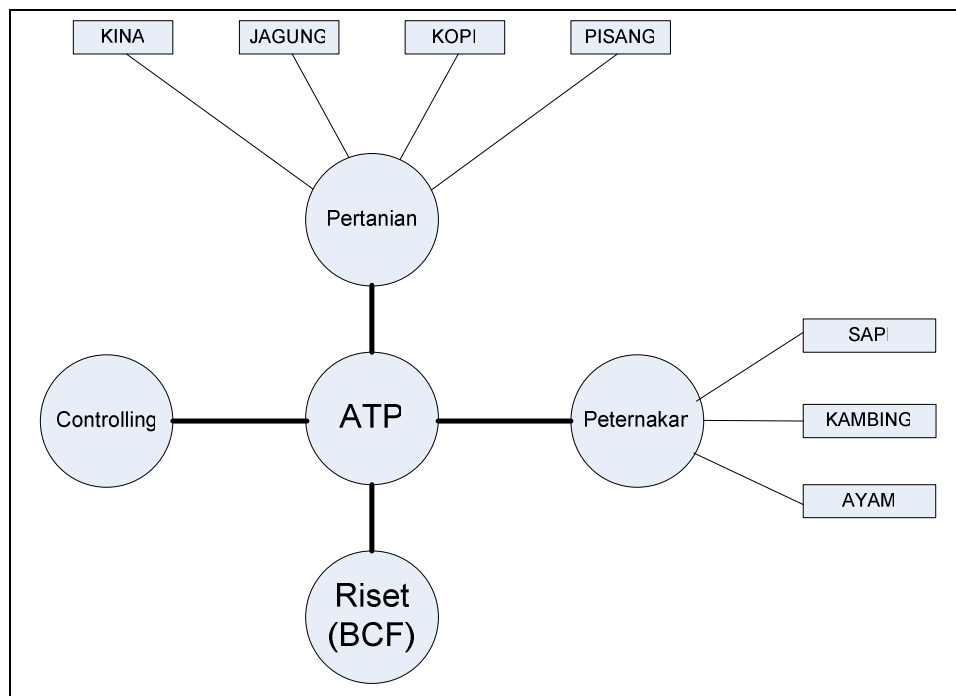 KINA
JAGUNG
KOPI
PISANG
Pertanian
SAPI
Controlling
ATP
Peternakan
KAMBING
AYAM
Riset
(BCF)